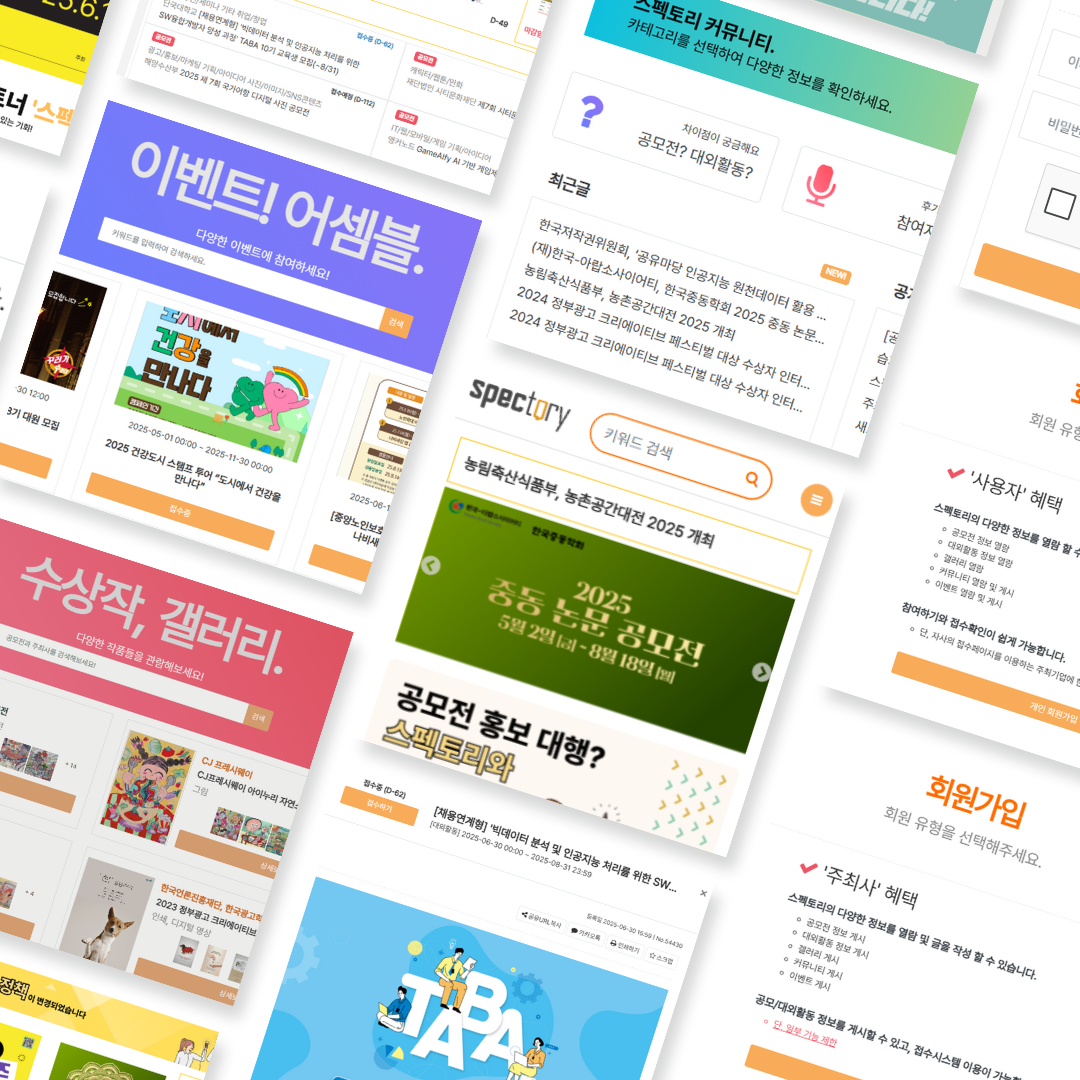 D-49
단국대학교 [채용연계형] '빅데이터 분석 및 인공지능 처리를 위한
SW융합개발자 양성 과정' TABA 10기 교육생 모집(~8/31)
접수중 (D-62)
공모전
광고/홍보/마케팅 기획/아이디어 사진/이미지/SNS콘텐츠
해양수산부 2025 제 7회 국가어항 디지털 사진 공모전
접수예정 (D-112)
공모전
캐릭터/웹툰/만화
재단법인 사티문화재단 제7회 사티문
공모전
IT/웹/모바일/게임 기획/아이디어
앵커노드 GameAIfy AI 기반 게임제
이벤트! 어셈블.
다양한 이벤트에 참여하세요!
키워드를 입력하여 검색하세요.
검색
모집합니다
도시에서
건강을
만나다
캠페인 기간
2025-05-01 00:00 ~ 2025-11-30 00:00
2025 건강도시 스탬프 투어 "도시에서 건강을
만나다"
접수중
30 12:00
3기 대원 모집
2025-06-1
[중앙노인보호
나비새
스펙토리 커뮤니티.
카테고리를 선택하여 다양한 정보를 확인하세요.
?
차이점이 궁금해요
공모전? 대외활동?
후기
참여자
최근글
NEW!
한국저작권위원회, '공유마당 인공지능 원천데이터 활용 ...
(재)한국-아랍소사이어티, 한국중동학회 2025 중동 논문...
농림축산식품부, 농촌공간대전 2025 개최
2024 정부광고 크리에이티브 페스티벌 대상 수상자 인터...
2024 정부광고 크리에이티브 페스티벌 대상 수상자 인터...
비밀번
spectory
키워드 검색
농림축산식품부, 농촌공간대전 2025 개최
한국-아랍소사이어티
한국중동학회
2025
중동 논문 공모전
5월 2일 [금] ~ 8월 18일 [월]
공모전 홍보 대행?
스펙토리와
수상작, 갤러리.
다양한 작품들을 관람해보세요!
공모전과 주최사를 검색해보세요!
검색
+ 14
CJ 프레시웨이
CJ프레시웨이 아이누리 자연소
그림
상세보
+ 4
한국언론진흥재단, 한국광고학
2023 정부광고 크리에이티브
인쇄, 디지털 영상
상세보
정책이 변경되었습니다
접수중 (D-62)
접수하기
[채용연계형] '빅데이터 분석 및 인공지능 처리를 위한 SW...
[대외활동] 2025-06-30 00:00 ~ 2025-08-31 23:59
×
등록일 2025-06-30 16:59 | No.54430
공유URL복사
카카오톡
인쇄하기
스크랩
TABA
회원 유형
'사용자' 혜택
스펙토리의 다양한 정보를 열람 할 수
공모전 정보 열람
대외활동 정보 열람
갤러리 열람
커뮤니티 열람 및 게시
이벤트 열람 및 게시
참여하기와 접수확인이 쉽게 가능합니다.
단, 자사의 접수페이지를 이용하는 주최기업에 한
개인 회원가입
회원가입
회원 유형을 선택해주세요.
'주최사' 혜택
스펙토리의 다양한 정보를 열람 및 글을 작성 할 수 있습니다.
공모전 게시
대외활동 정보 게시
갤러리 게시
커뮤니티 게시
이벤트 게시
공모/대외활동 정보를 게시할 수 있고, 접수시스템 이용이 가능합
단, 일부 기능 제한